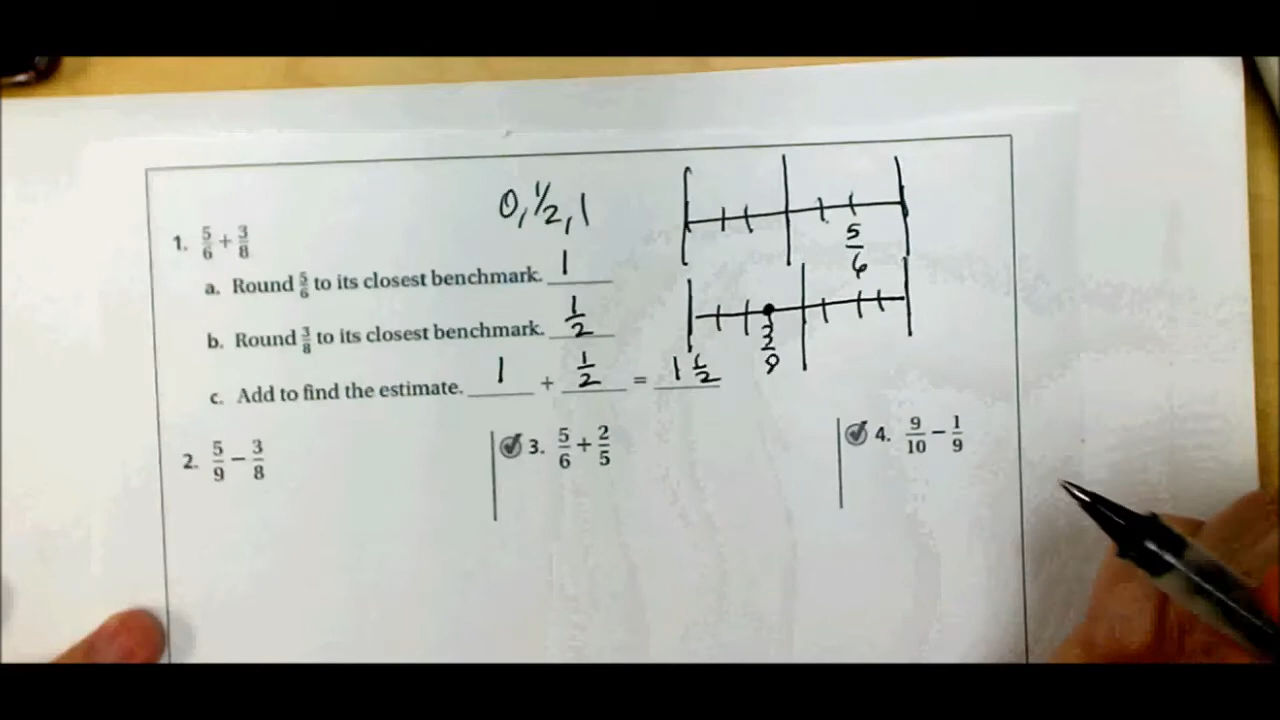 0, 1/2, 1
1. 5/6 + 3/8
a. Round 5/6 to its closest benchmark. 1
b. Round 3/8 to its closest benchmark. 1/2
c. Add to find the estimate. 1 + 1/2 = 1 1/2
5/6
3/8
2. 5/9 − 3/8
3. 5/6 + 2/5
4. 9/10 − 1/9